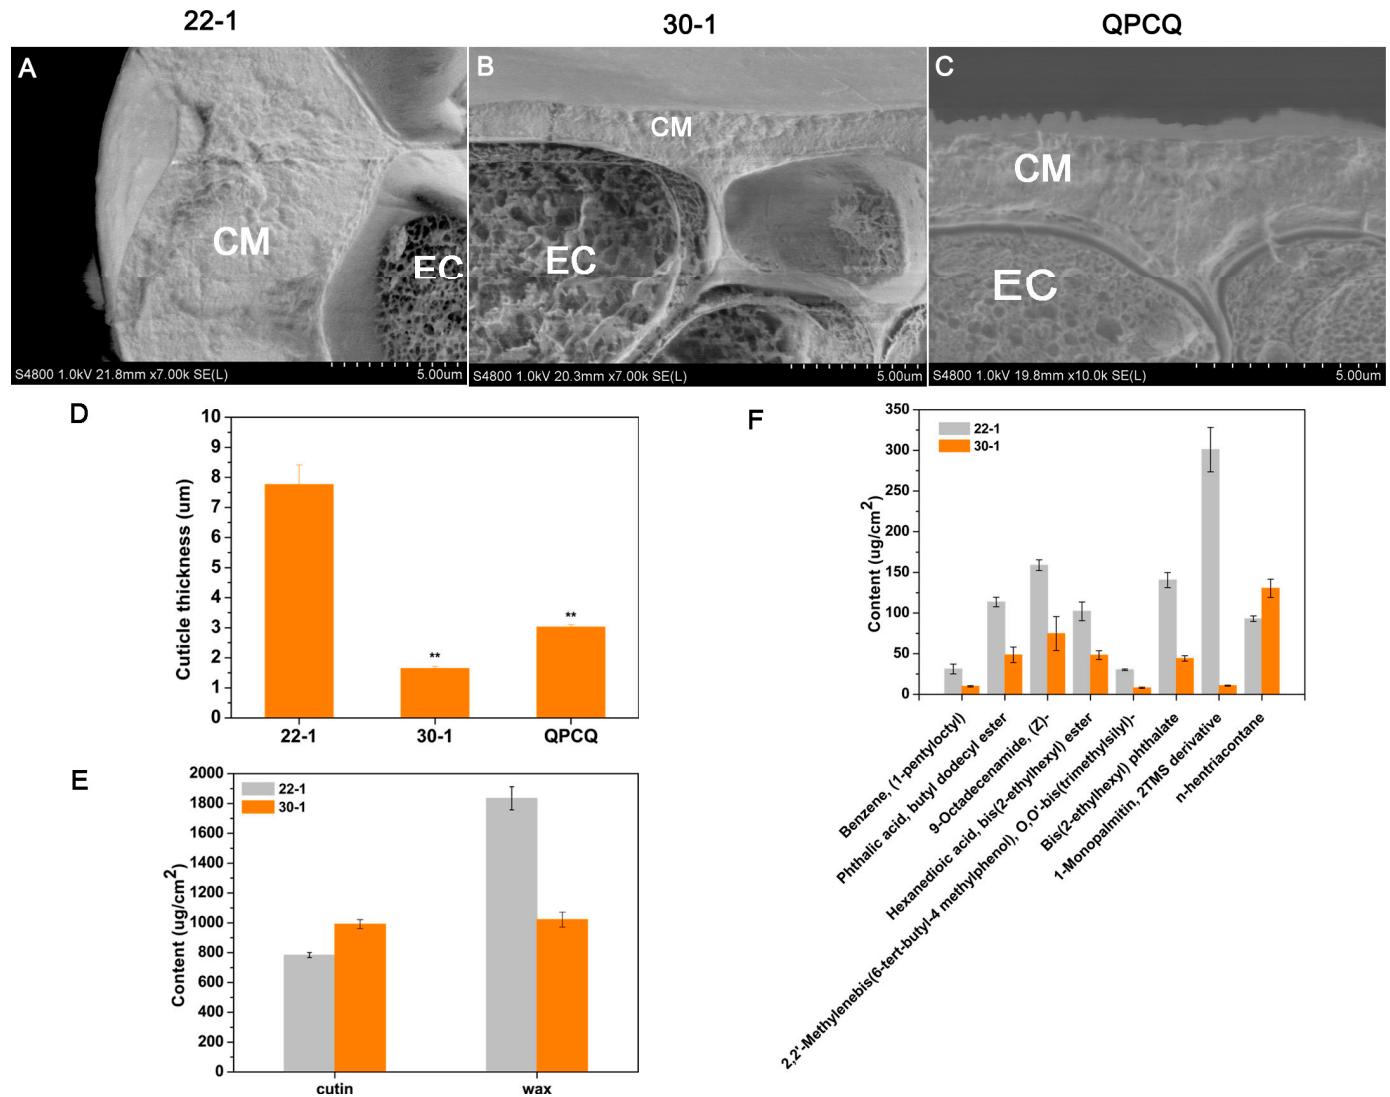 22-1 30-1 QPCQ
A B C
CM CM CM
EC EC EC
S4800 1.0kV 21.8mm x7.00k SE(L) 5.00um
S4800 1.0kV 20.3mm x7.00k SE(L) 5.00um
S4800 1.0kV 19.8mm x10.0k SE(L) 5.00um
D
Cuticle thickness (um)
10
9
8
7
6
5
4
3
2
1
0
** **
22-1 30-1 QPCQ
E
Content (ug/cm2)
2000
1800
1600
1400
1200
1000
800
600
400
200
0
22-1
30-1
cutin wax
F
Content (ug/cm2)
350
300
250
200
150
100
50
0
22-1
30-1
Benzene, (1-pentyloctyl)
Phthalic acid, butyl dodecyl ester
9-Octadecenamide, (Z)-
Hexanedioic acid, bis(2-ethylhexyl) ester
2,2'-Methylenebis(6-tert-butyl-4 methylphenol), O,O'-bis(trimethylsilyl)-
Bis(2-ethylhexyl) phthalate
1-Monopalmitin, 2TMS derivative
n-hentriacontane